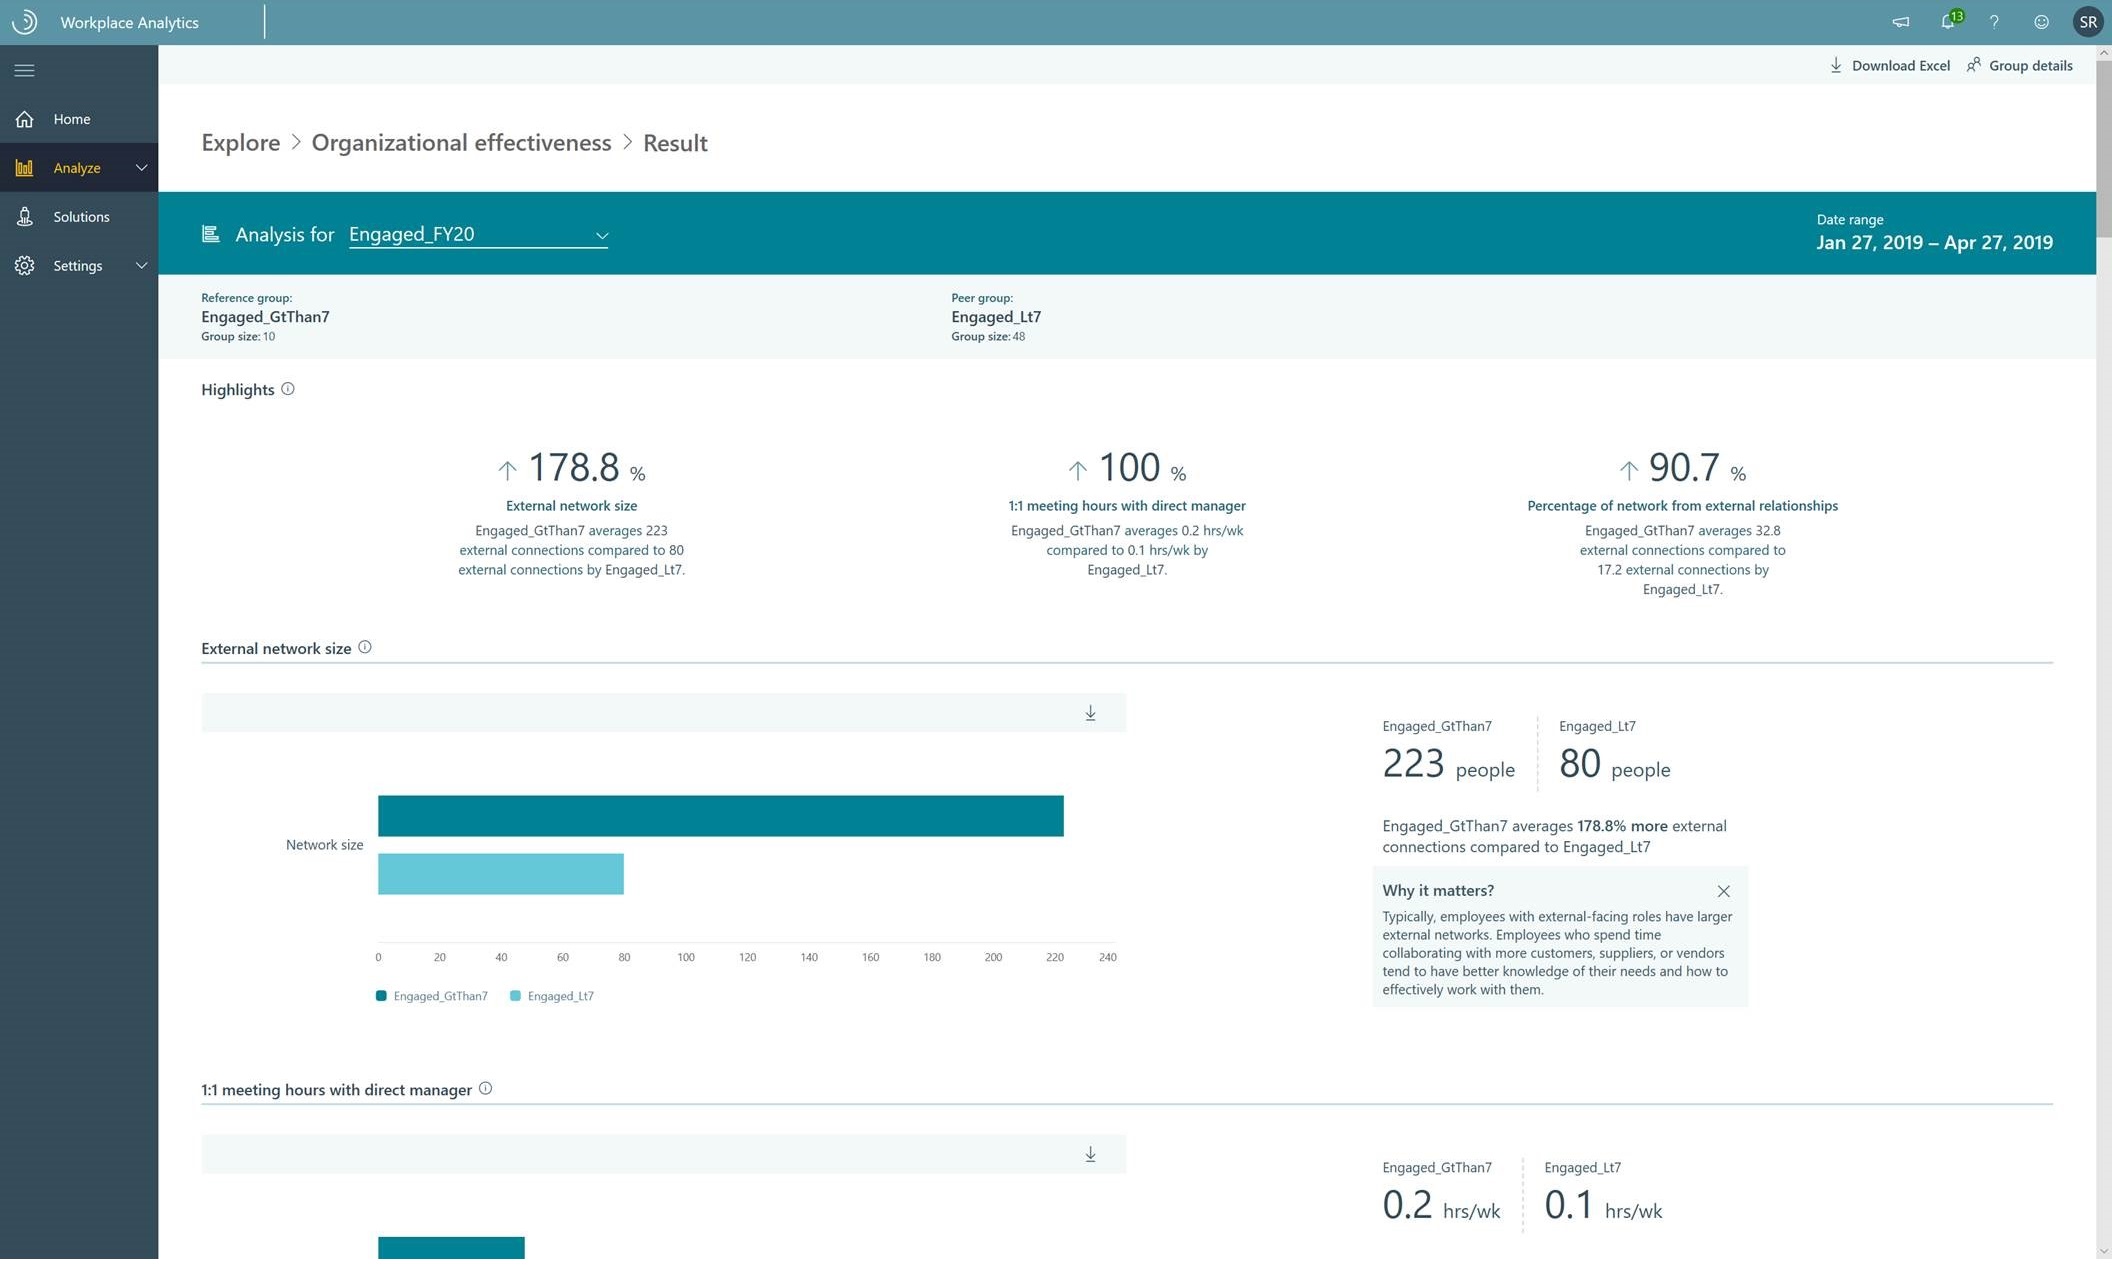 Workplace Analytics
13
?
SR
Download Excel
Group details
Home
Analyze
Solutions
Settings
Explore > Organizational effectiveness > Result
Analysis for Engaged_FY20
Date range
Jan 27, 2019 – Apr 27, 2019
Reference group:
Engaged_GtThan7
Group size: 10
Peer group:
Engaged_Lt7
Group size: 48
Highlights
↑ 178.8 %
External network size
Engaged_GtThan7 averages 223
external connections compared to 80
external connections by Engaged_Lt7.
↑ 100 %
1:1 meeting hours with direct manager
Engaged_GtThan7 averages 0.2 hrs/wk
compared to 0.1 hrs/wk by
Engaged_Lt7.
↑ 90.7 %
Percentage of network from external relationships
Engaged_GtThan7 averages 32.8
external connections compared to
17.2 external connections by
Engaged_Lt7.
External network size
Network size
0 20 40 60 80 100 120 140 160 180 200 220 240
Engaged_GtThan7 Engaged_Lt7
Engaged_GtThan7
223 people
Engaged_Lt7
80 people
Engaged_GtThan7 averages 178.8% more external
connections compared to Engaged_Lt7
Why it matters?
Typically, employees with external-facing roles have larger
external networks. Employees who spend time
collaborating with more customers, suppliers, or vendors
tend to have better knowledge of their needs and how to
effectively work with them.
1:1 meeting hours with direct manager
Engaged_GtThan7
0.2 hrs/wk
Engaged_Lt7
0.1 hrs/wk